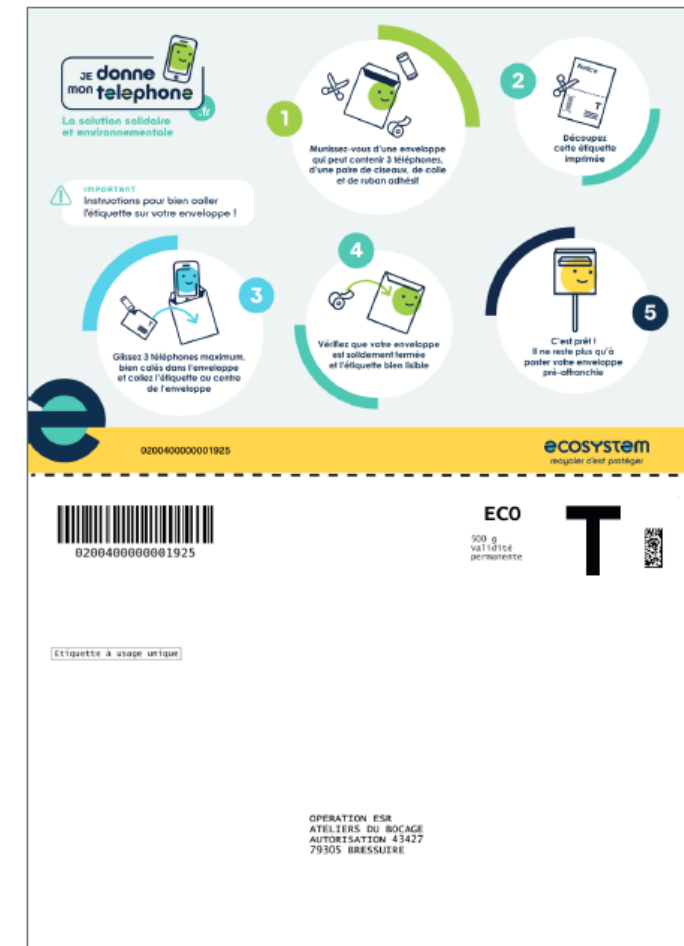 JE donne
mon telephone
.fr
La solution solidaire
et environnementale
1
Munissez-vous d'une enveloppe
qui peut contenir 3 téléphones,
d'une paire de ciseaux, de colle
et de ruban adhésif
2
Notice
T
Découpez
cette étiquette
imprimée
IMPORTANT
Instructions pour bien coller
l'étiquette sur votre enveloppe !
3
T
Glissez 3 téléphones maximum,
bien calés dans l'enveloppe
et collez l'étiquette au centre
de l'enveloppe
4
Vérifiez que votre enveloppe
est solidement fermée
et l'étiquette bien lisible
5
C'est prêt !
Il ne reste plus qu'à
poster votre enveloppe
pré-affranchie
e
0200400000001925
ecosystem
recycler c'est protéger
0200400000001925
ECO
500 g
validité
permanente
T
Etiquette à usage unique
OPERATION ESR
ATELIERS DU BOCAGE
AUTORISATION 43427
79305 BRESSUIRE